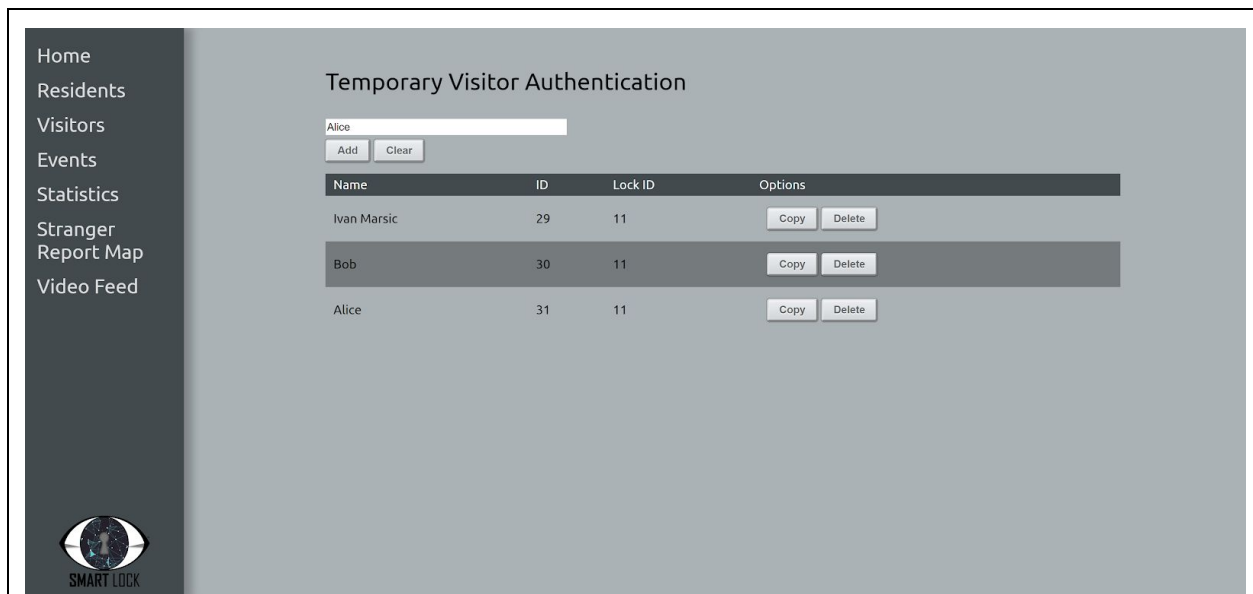 Home
Residents
Visitors
Events
Statistics
Stranger
Report Map
Video Feed
SMART LOCK
Temporary Visitor Authentication
Alice
Add Clear
Name ID Lock ID Options
Ivan Marsic 29 11 Copy Delete
Bob 30 11 Copy Delete
Alice 31 11 Copy Delete